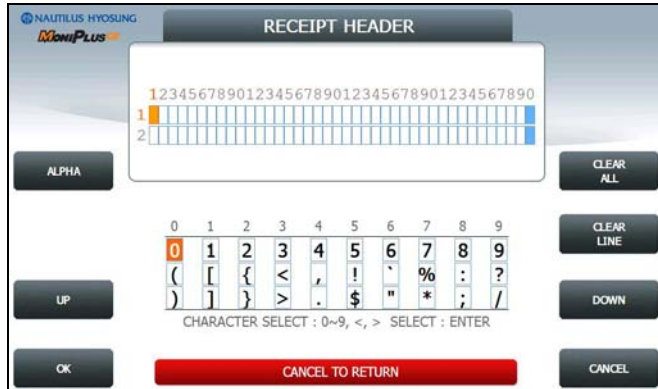 NAUTILUS HYOSUNG
MoniPlus
RECEIPT HEADER
1234567890123456789012345678901234567890
1
2
ALPHA
CLEAR
ALL
0 1 2 3 4 5 6 7 8 9
0 1 2 3 4 5 6 7 8 9
( [ { < , ! ` % : ?
) ] } > . $ " * ; /
CLEAR
LINE
UP
DOWN
CHARACTER SELECT : 0~9, <, > SELECT : ENTER
OK
CANCEL TO RETURN
CANCEL